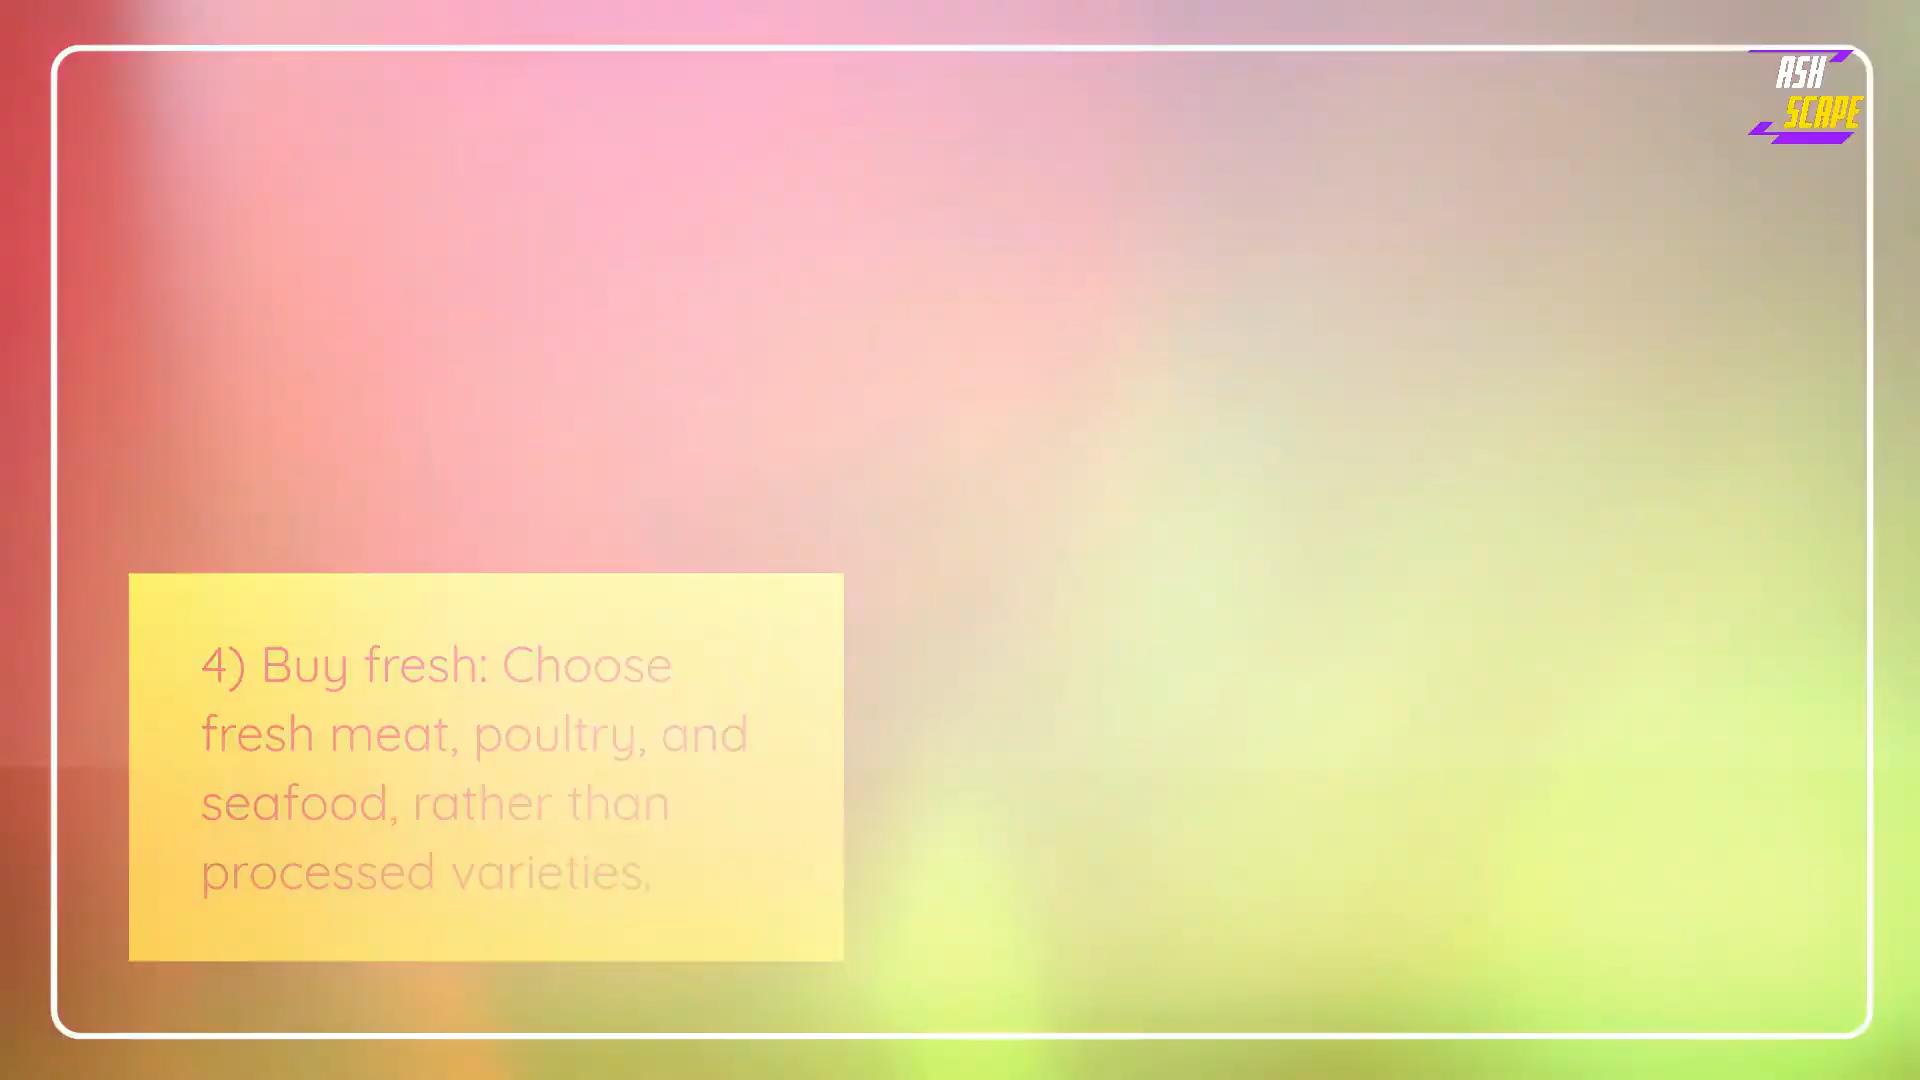 ASH
SCAPE
4) Buy fresh: Choose
fresh meat, poultry, and
seafood, rather than
processed varieties.